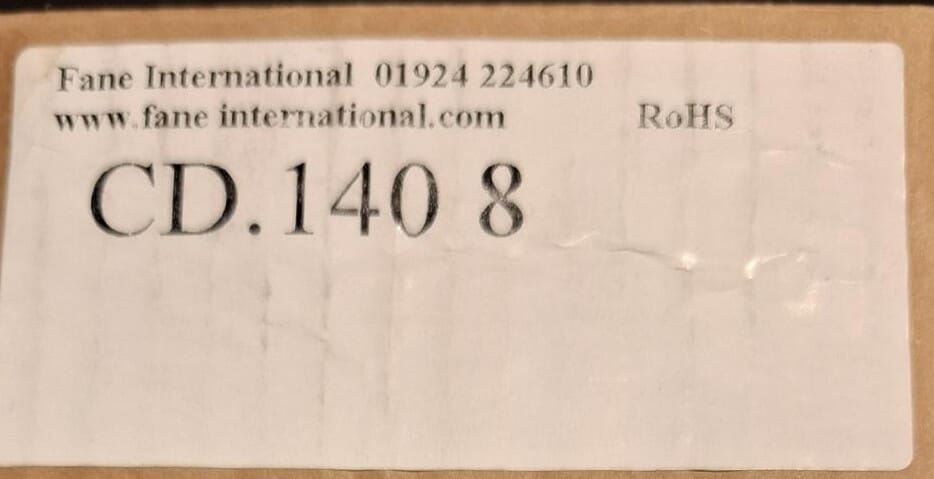 Fane International 01924 224610
www.fane international.com RoHS
CD.140 8